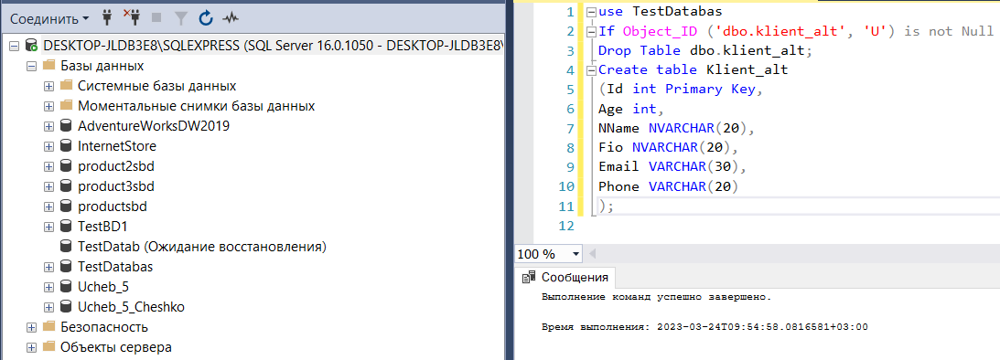 Соединить
DESKTOP-JLDB3E8\SQLEXPRESS (SQL Server 16.0.1050 - DESKTOP-JLDB3E8\
Базы данных
Системные базы данных
Моментальные снимки базы данных
AdventureWorksDW2019
InternetStore
product2sbd
product3sbd
productsbd
TestBD1
TestDatab (Ожидание восстановления)
TestDatabas
Ucheb_5
Ucheb_5_Cheshko
Безопасность
Объекты сервера
1 use TestDatabas
2 If Object_ID ('dbo.klient_alt', 'U') is not Null
3 Drop Table dbo.klient_alt;
4 Create table Klient_alt
5 (Id int Primary Key,
6 Age int,
7 NName NVARCHAR(20),
8 Fio NVARCHAR(20),
9 Email VARCHAR(30),
10 Phone VARCHAR(20)
11 );
12
100 %
Сообщения
Выполнение команд успешно завершено.
Время выполнения: 2023-03-24T09:54:58.0816581+03:00